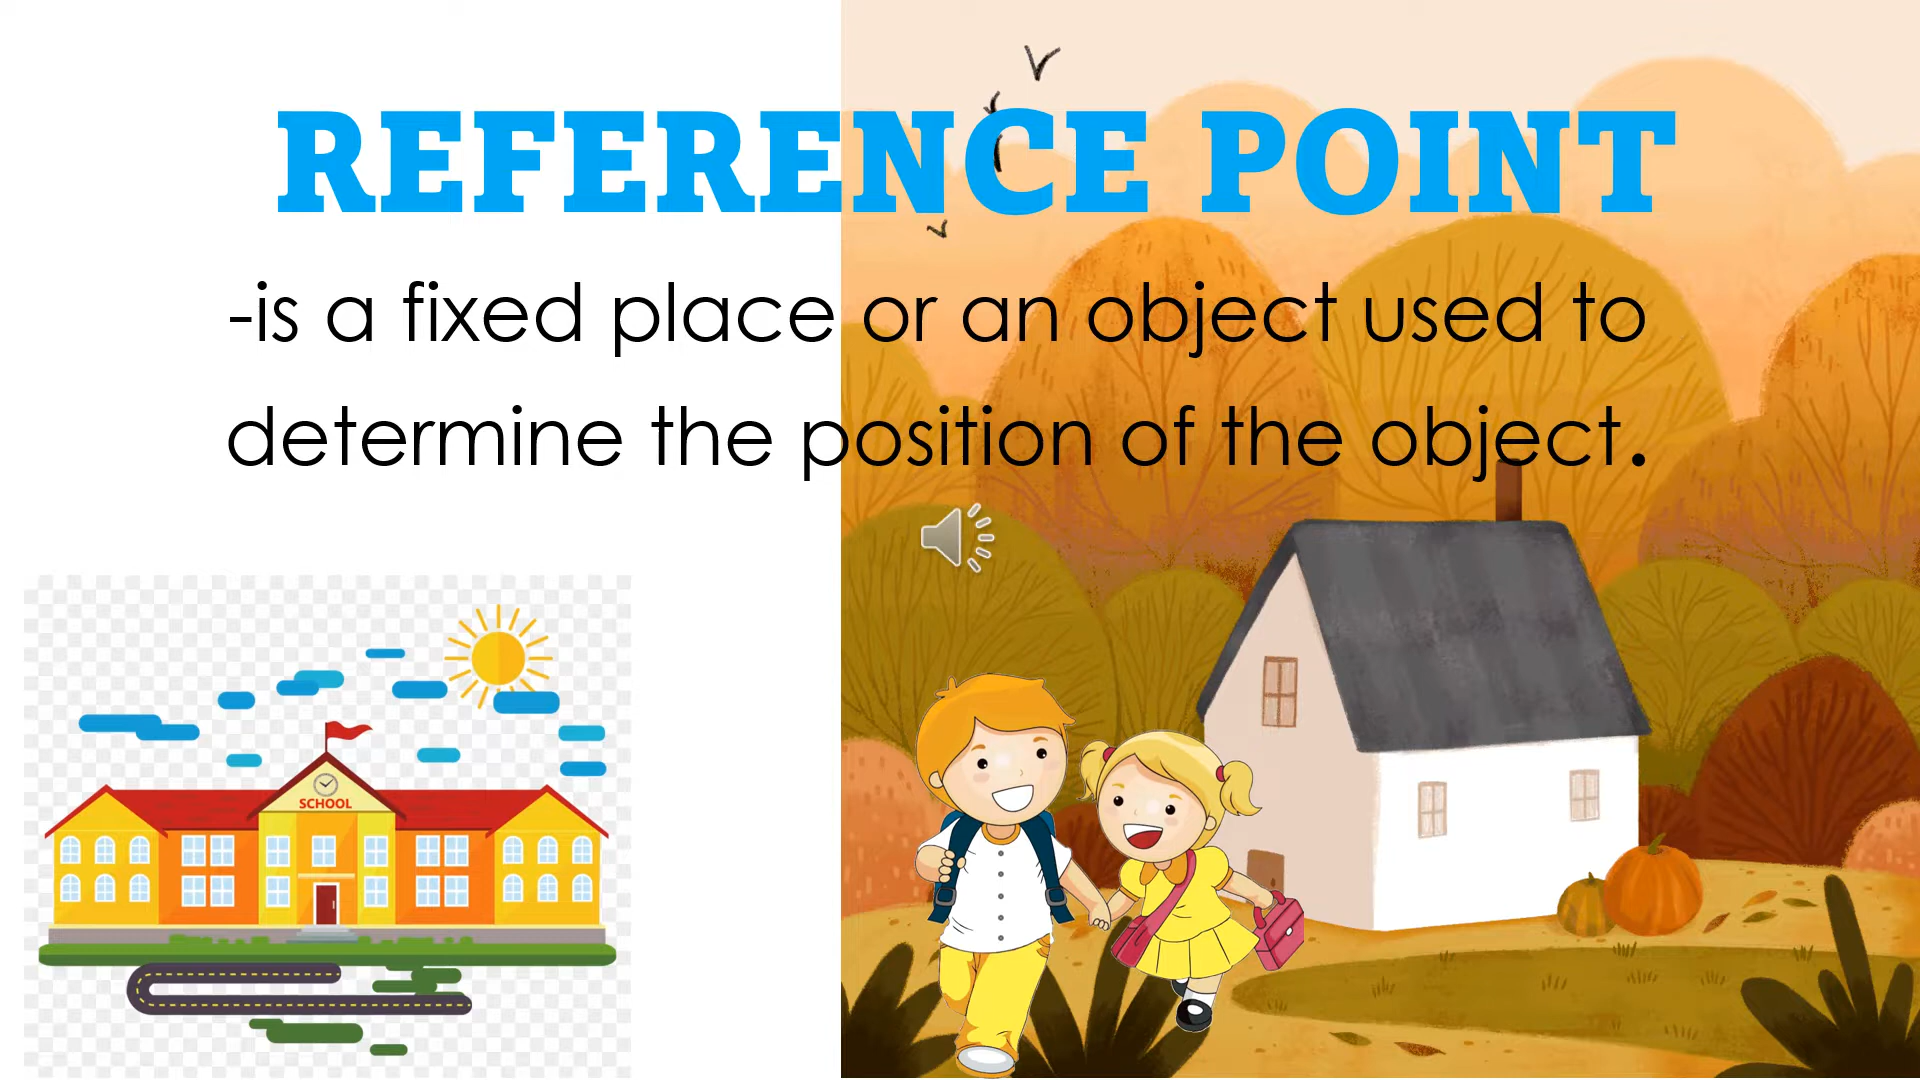 REFERENCE POINT
-is a fixed place or an object used to
determine the position of the object.
SCHOOL